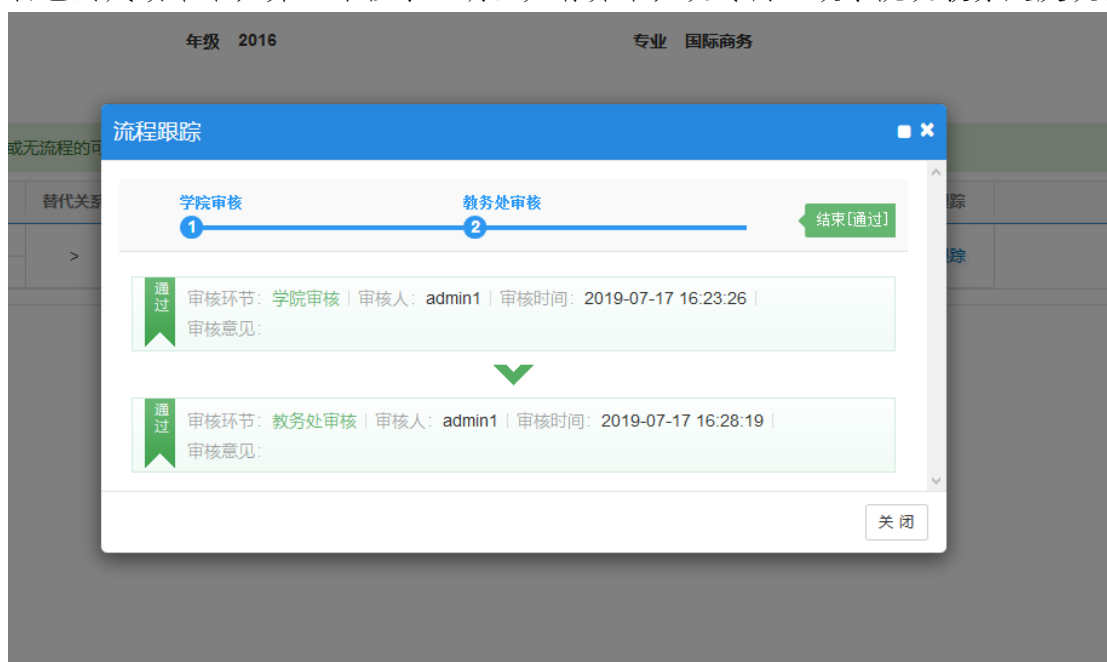 年级 2016 专业 国际商务
流程跟踪
或无流程的可
学院审核 教务处审核
1 2
结束[通过]
替代关系 踪
> 踪
通过 审核环节：学院审核 | 审核人：admin1 | 审核时间：2019-07-17 16:23:26 |
审核意见：
通过 审核环节：教务处审核 | 审核人：admin1 | 审核时间：2019-07-17 16:28:19 |
审核意见：
关 闭